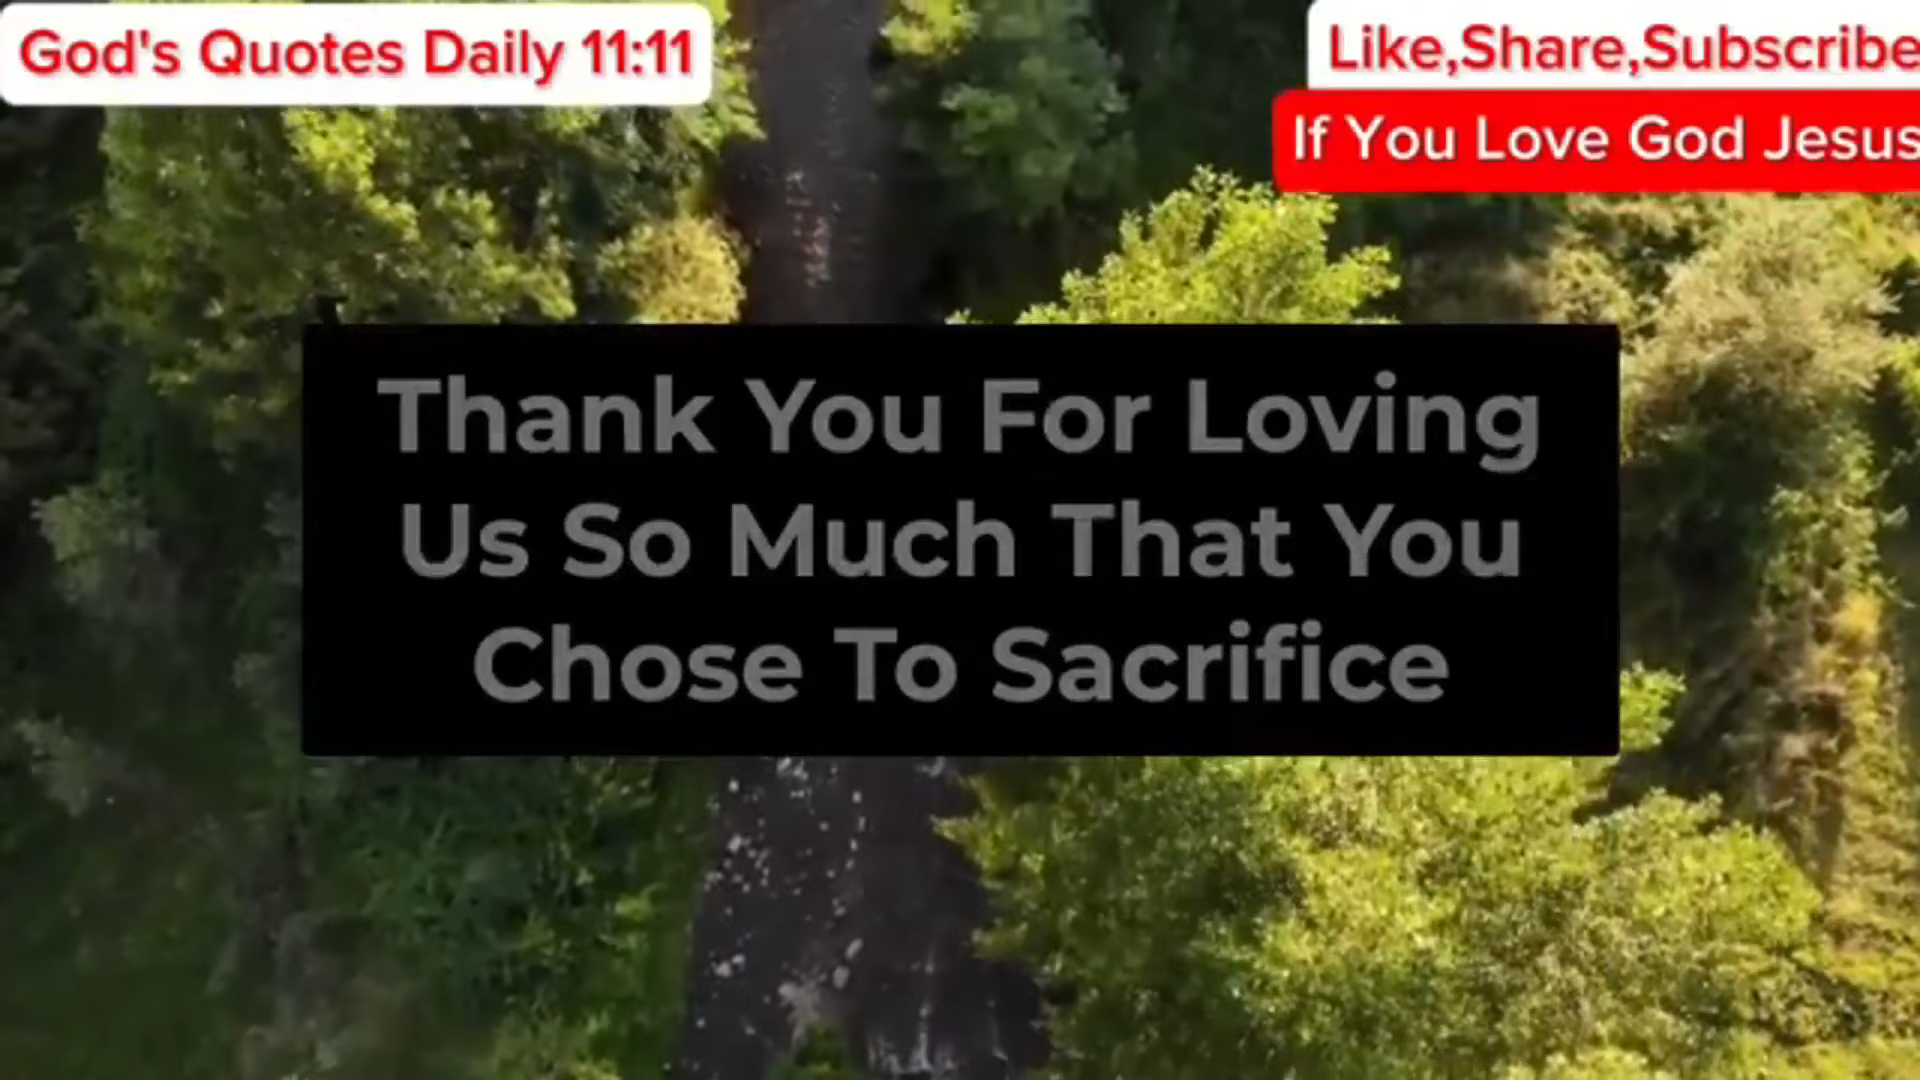 God's Quotes Daily 11:11
Like,Share,Subscribe
If You Love God Jesus
Thank You For Loving
Us So Much That You
Chose To Sacrifice